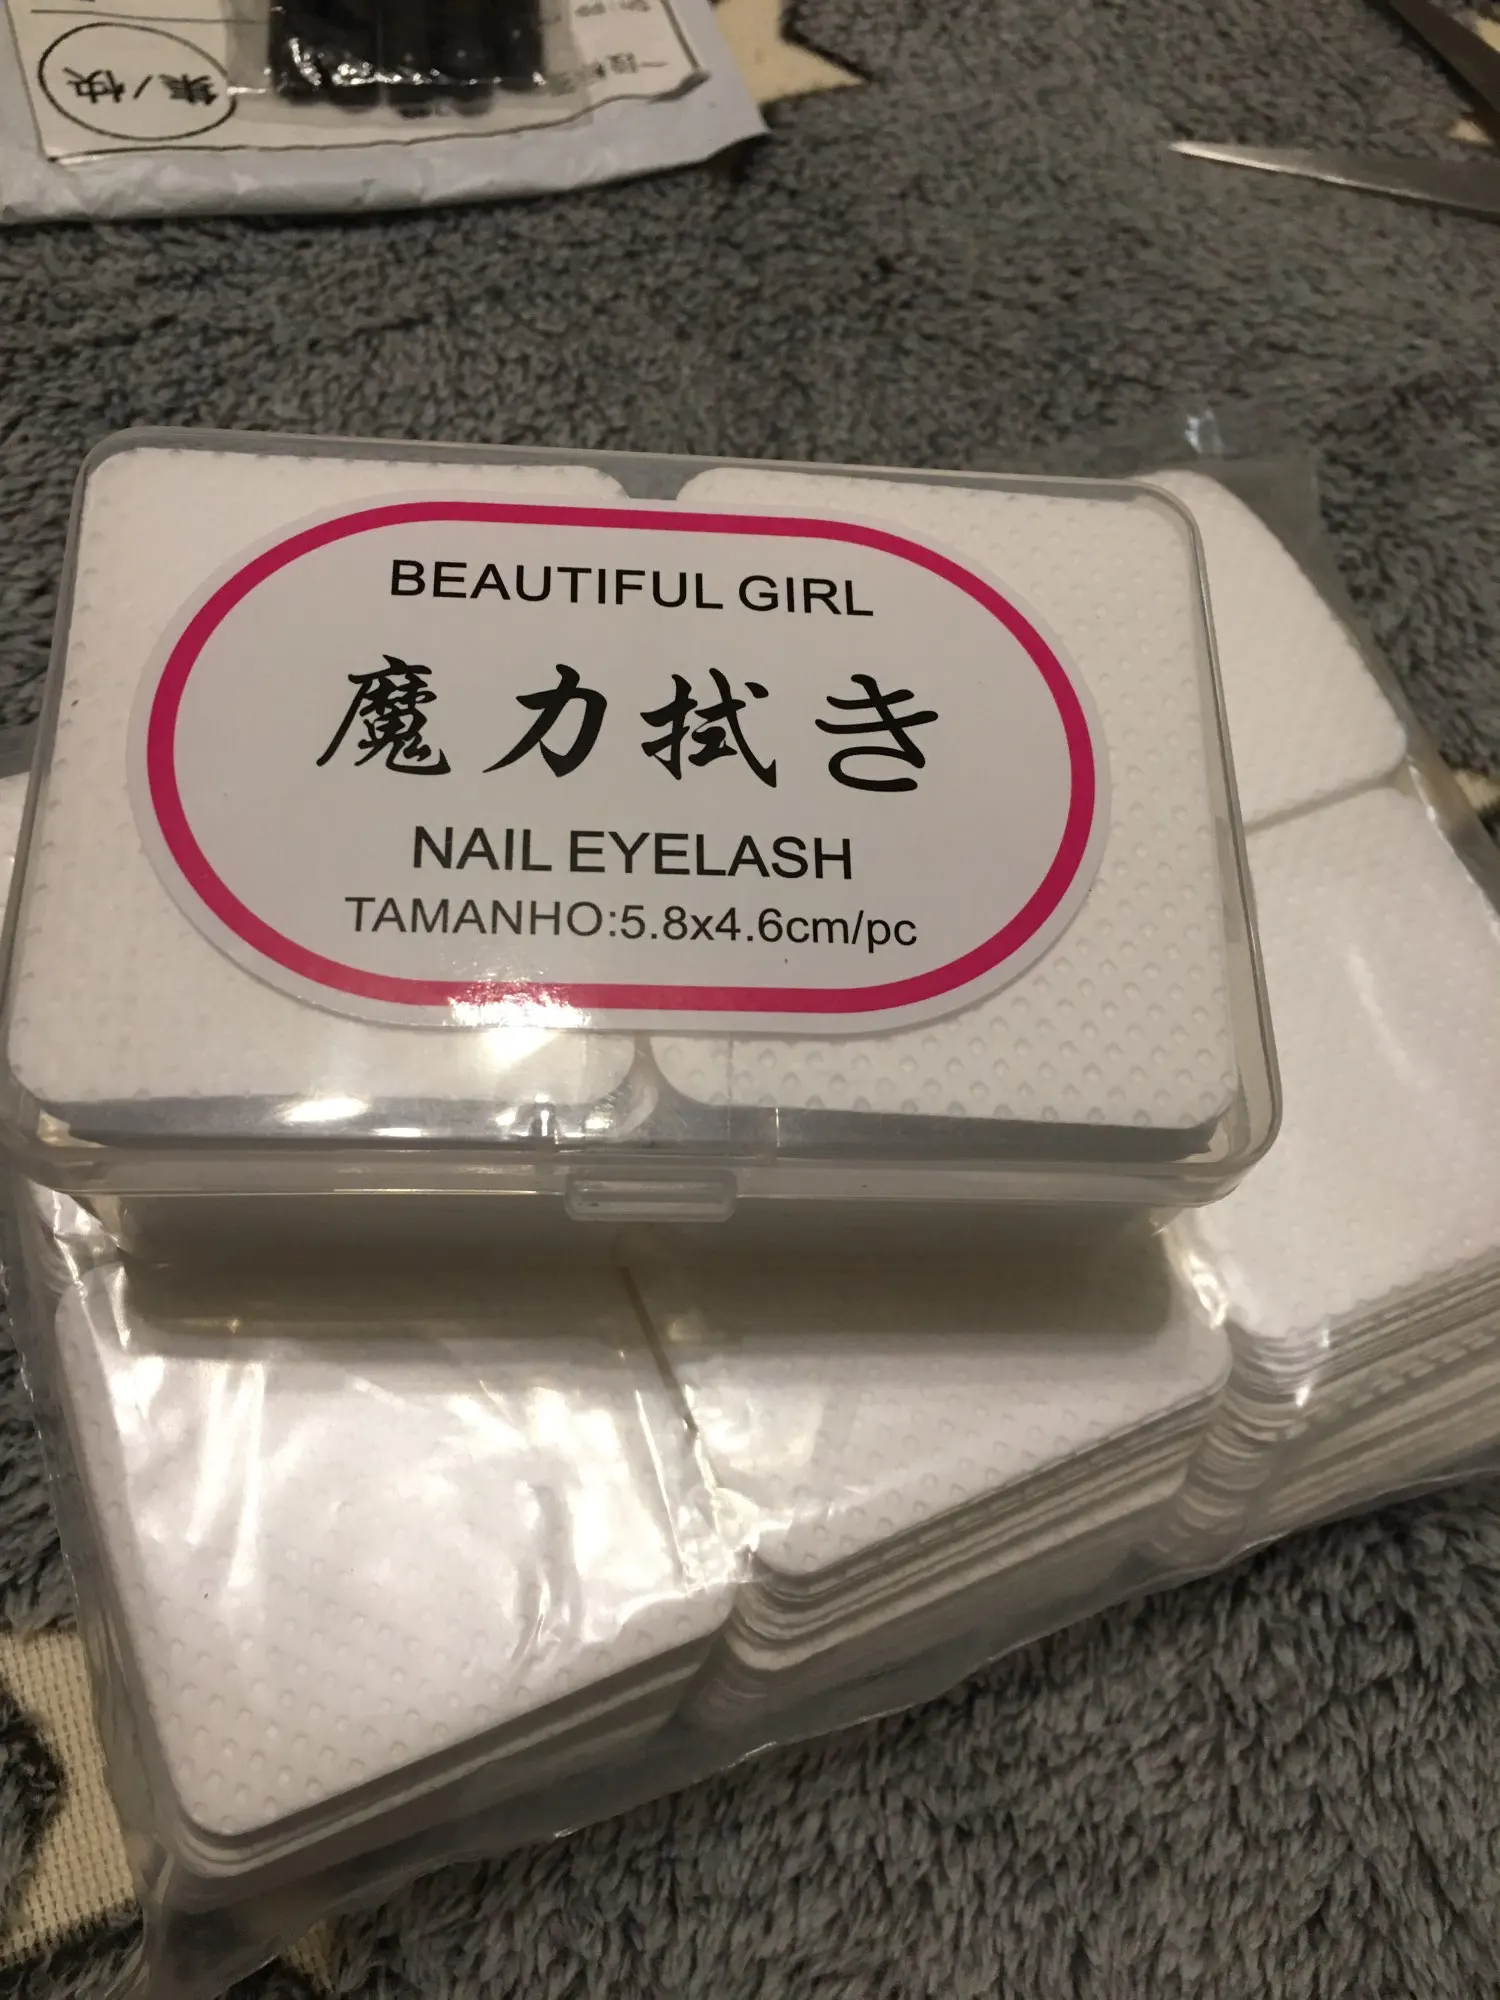 BEAUTIFUL GIRL
魔力拭き
NAIL EYELASH
TAMANHO:5.8x4.6cm/pc